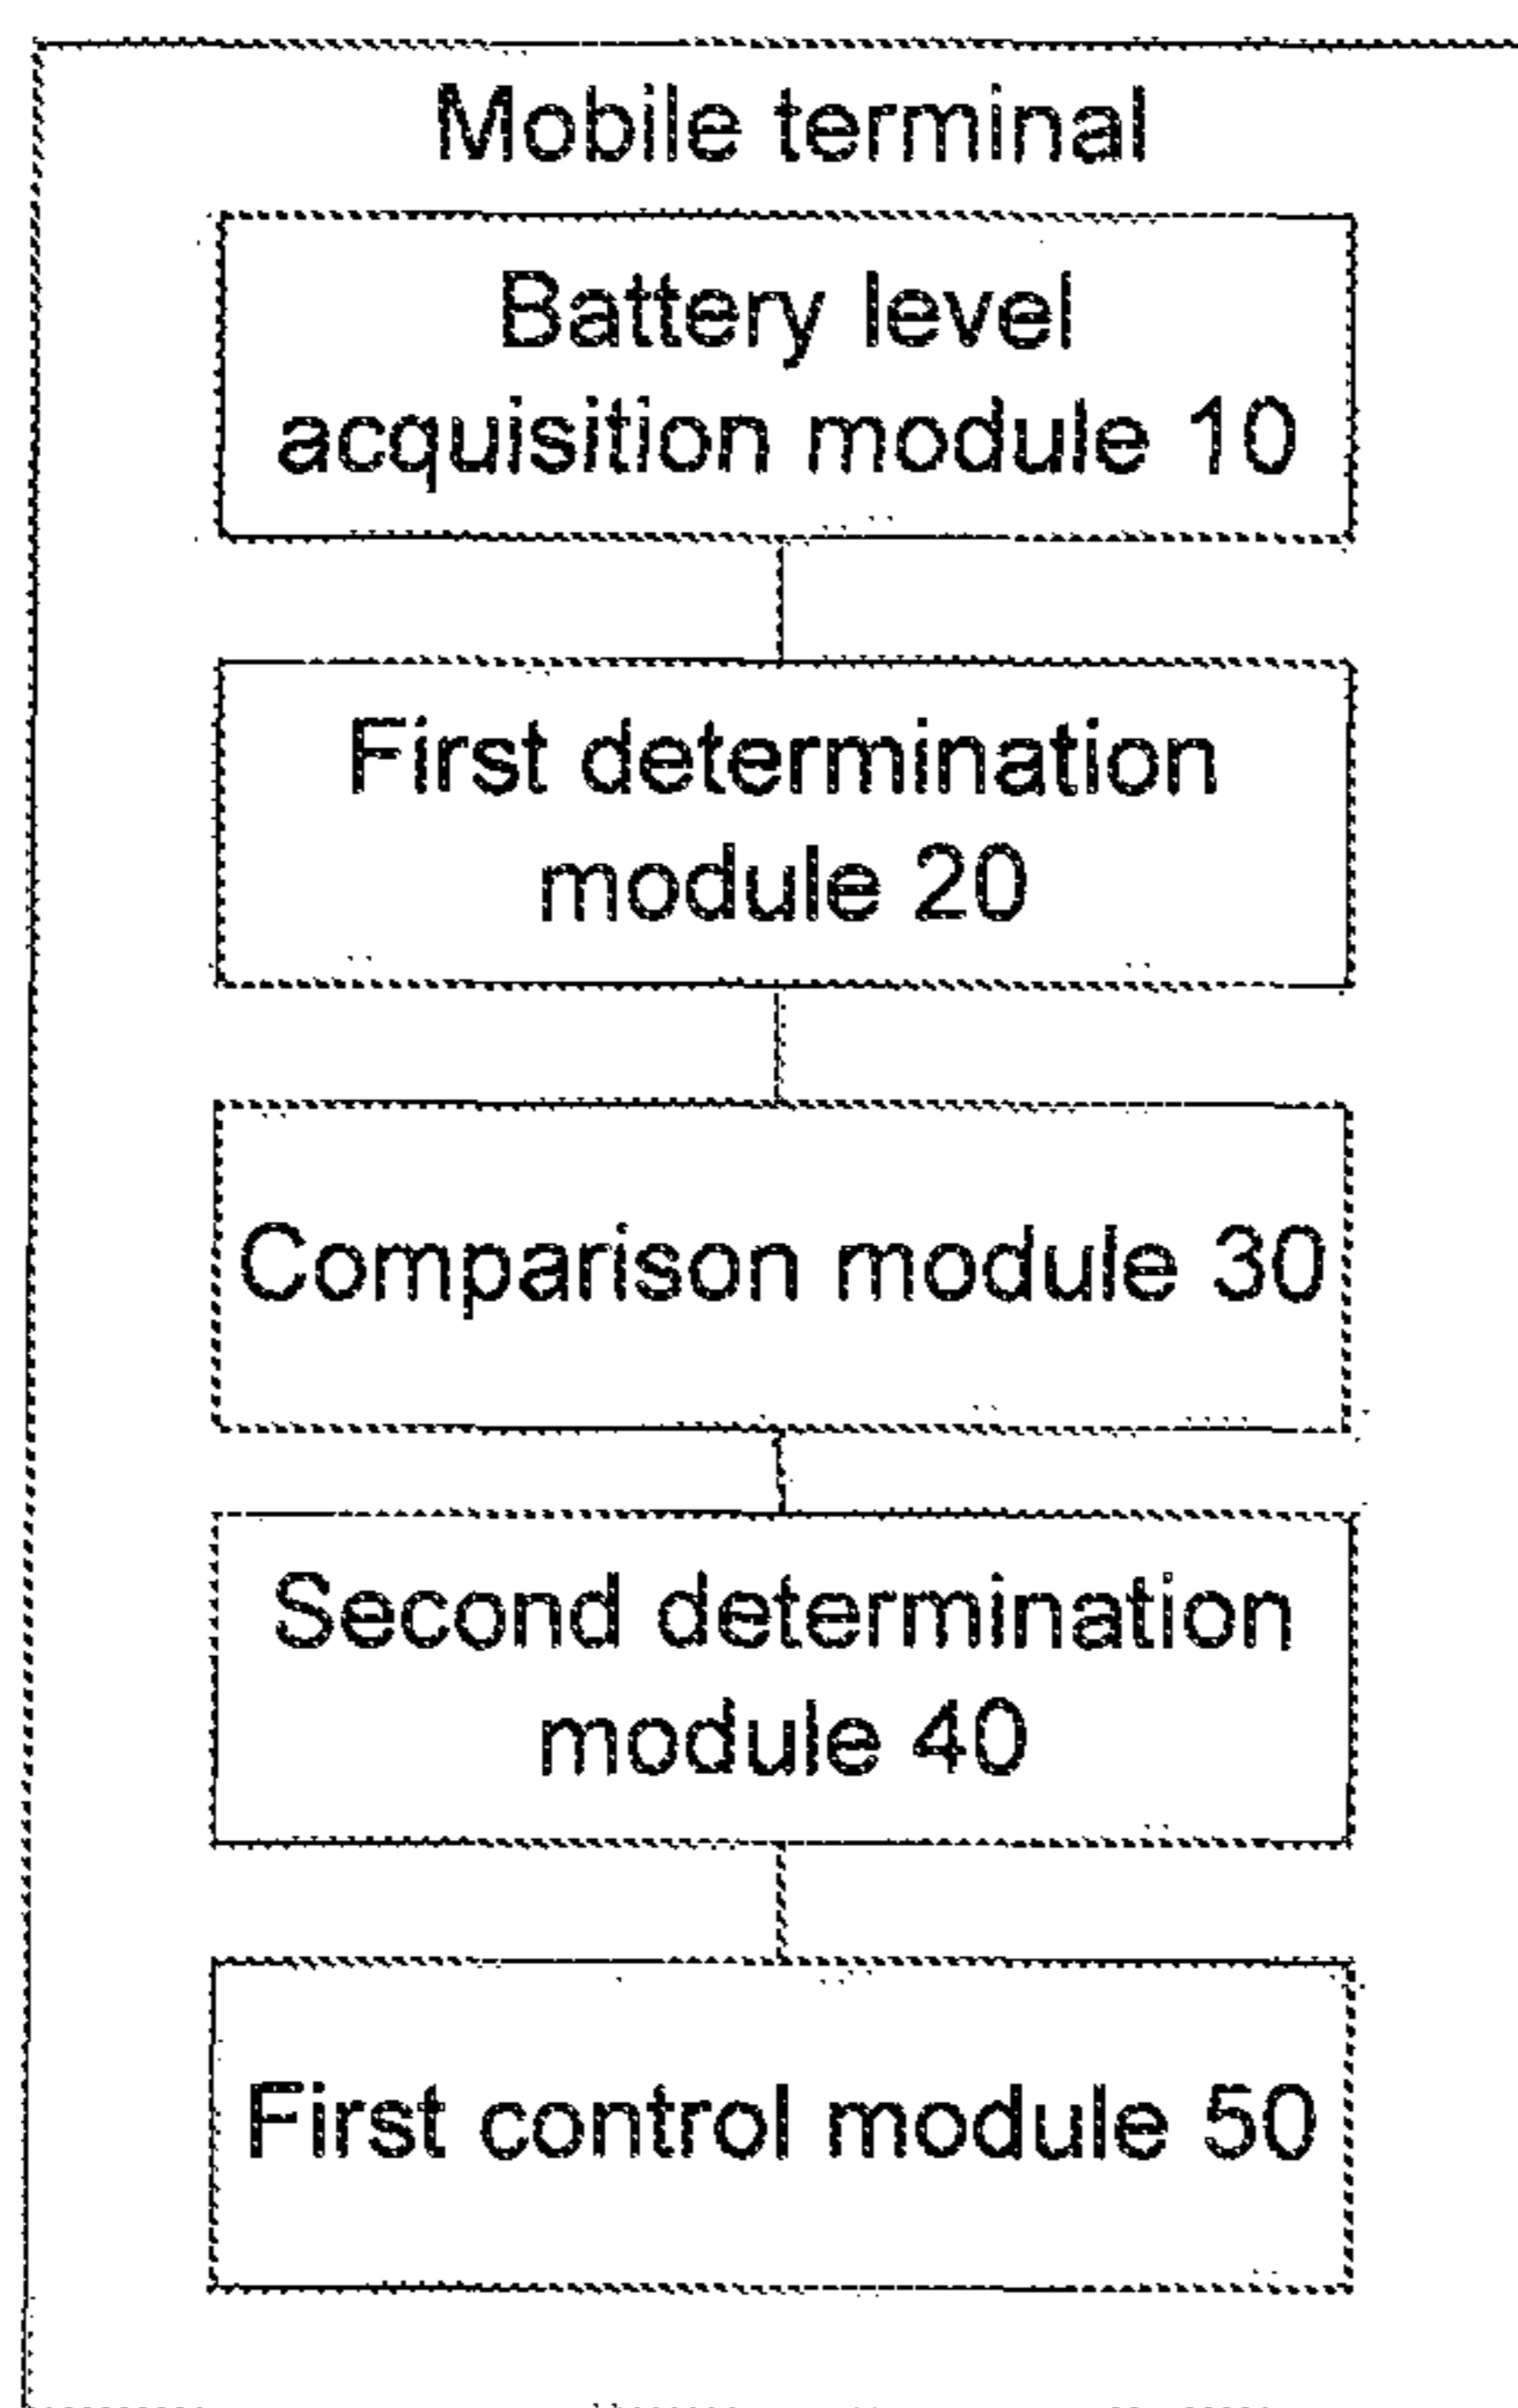 Mobile terminal
Battery level
acquisition module 10
First determination
module 20
Comparison module 30
Second determination
module 40
First control module 50